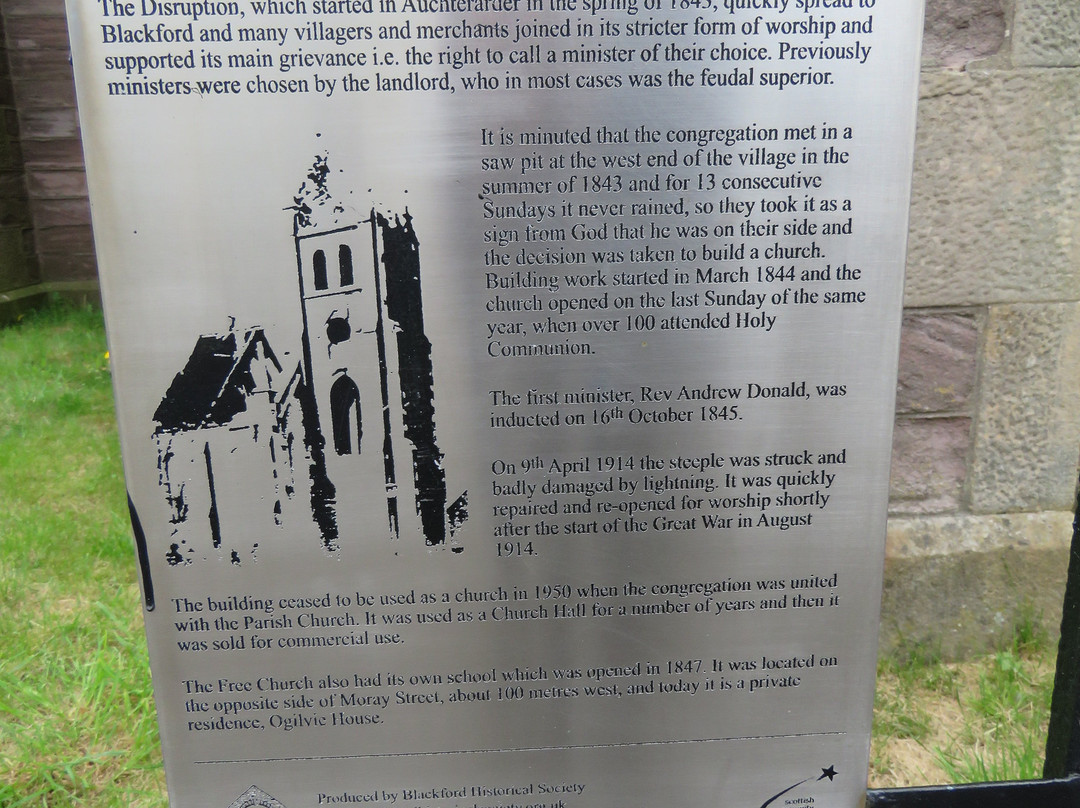 The Disruption, which started in Auchterarder in the spring of 1843, quickly spread to
Blackford and many villagers and merchants joined in its stricter form of worship and
supported its main grievance i.e. the right to call a minister of their choice. Previously
ministers were chosen by the landlord, who in most cases was the feudal superior.
It is minuted that the congregation met in a
saw pit at the west end of the village in the
summer of 1843 and for 13 consecutive
Sundays it never rained, so they took it as a
sign from God that he was on their side and
the decision was taken to build a church.
Building work started in March 1844 and the
church opened on the last Sunday of the same
year, when over 100 attended Holy
Communion.
The first minister, Rev Andrew Donald, was
inducted on 16th October 1845.
On 9th April 1914 the steeple was struck and
badly damaged by lightning. It was quickly
repaired and re-opened for worship shortly
after the start of the Great War in August
1914.
The building ceased to be used as a church in 1950 when the congregation was united
with the Parish Church. It was used as a Church Hall for a number of years and then it
was sold for commercial use.
The Free Church also had its own school which was opened in 1847. It was located on
the opposite side of Moray Street, about 100 metres west, and today it is a private
residence, Ogilvie House.
Produced by Blackford Historical Society
scottish